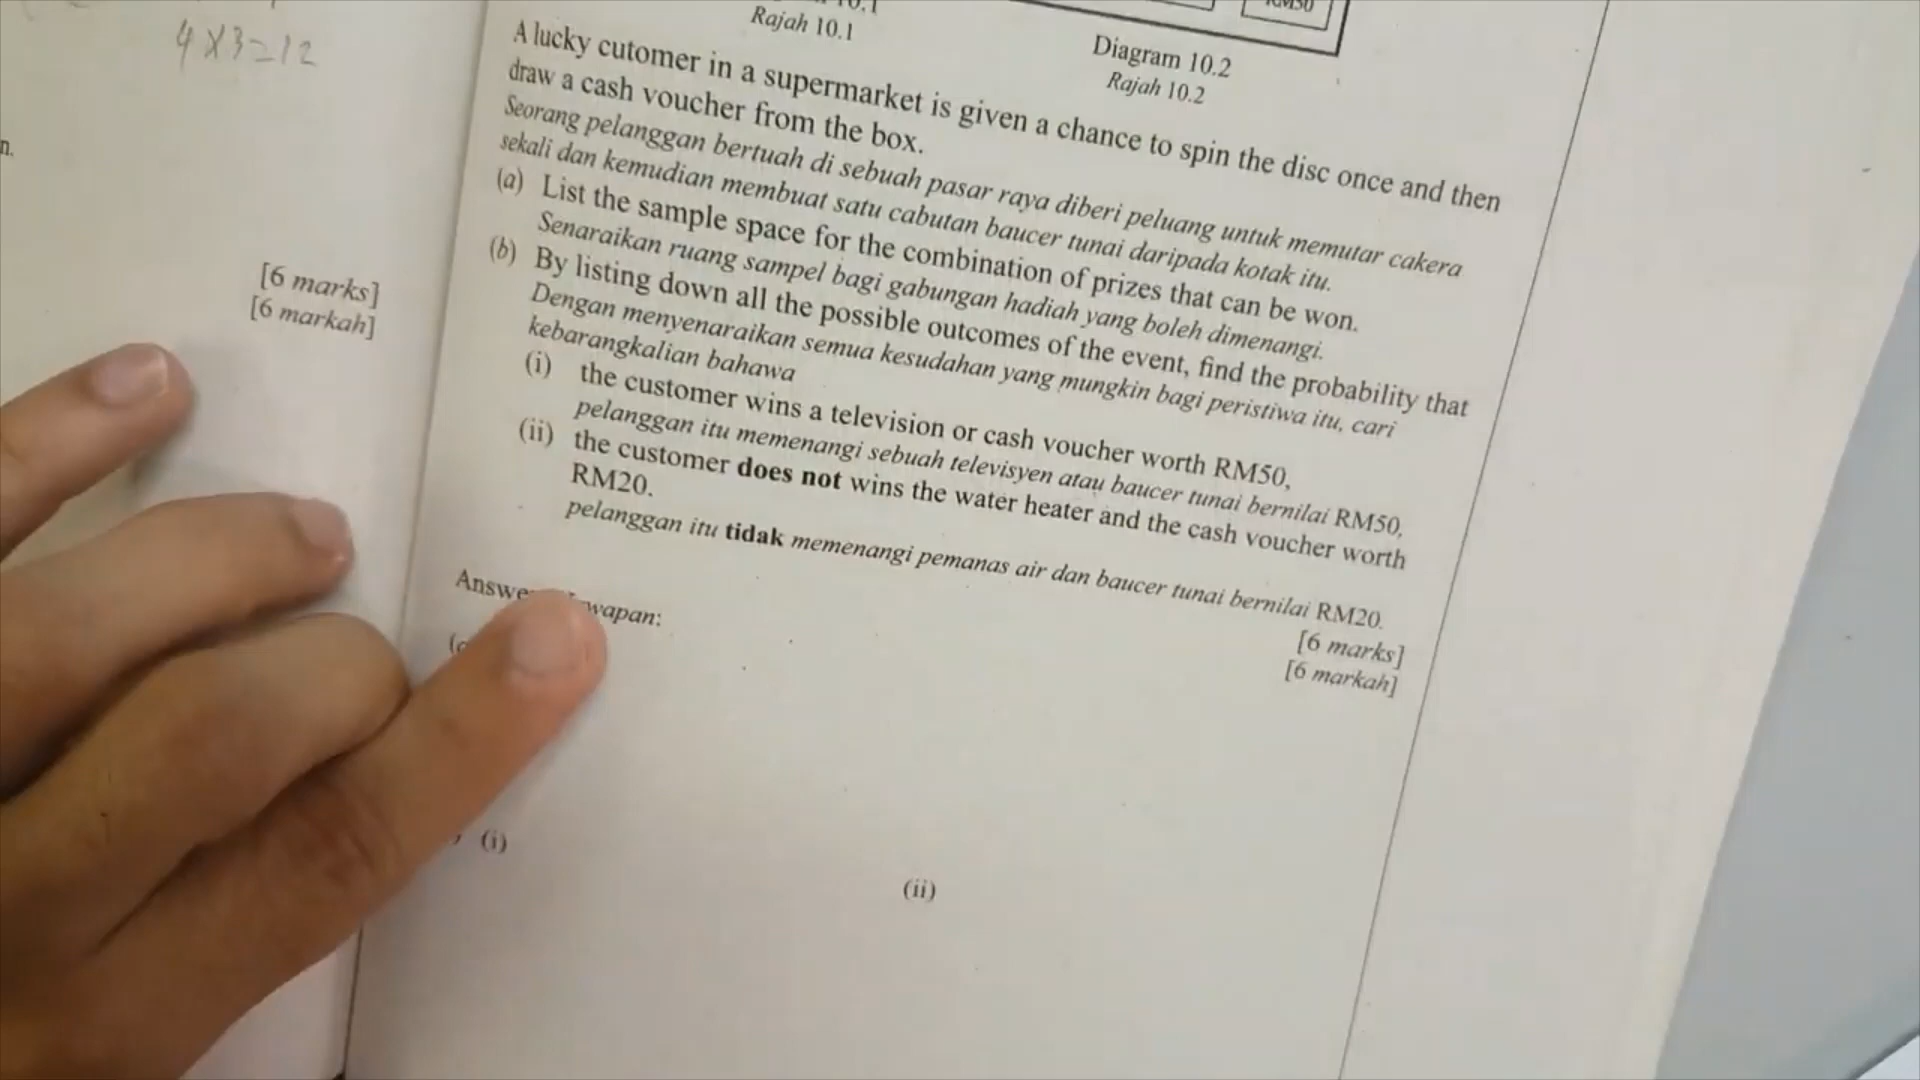 4 x 3 = 12
n.
[6 marks]
[6 markah]
10.1
Rajah 10.1
RM50
Diagram 10.2
Rajah 10.2
A lucky cutomer in a supermarket is given a chance to spin the disc once and then
draw a cash voucher from the box.
Seorang pelanggan bertuah di sebuah pasar raya diberi peluang untuk memutar cakera
sekali dan kemudian membuat satu cabutan baucer tunai daripada kotak itu.
(a) List the sample space for the combination of prizes that can be won.
Senaraikan ruang sampel bagi gabungan hadiah yang boleh dimenangi.
(b) By listing down all the possible outcomes of the event, find the probability that
Dengan menyenaraikan semua kesudahan yang mungkin bagi peristiwa itu, cari
kebarangkalian bahawa
(i) the customer wins a television or cash voucher worth RM50,
pelanggan itu memenangi sebuah televisyen atau baucer tunai bernilai RM50,
(ii) the customer does not wins the water heater and the cash voucher worth
RM20.
pelanggan itu tidak memenangi pemanas air dan baucer tunai bernilai RM20.
[6 marks]
[6 markah]
(i)
(ii)